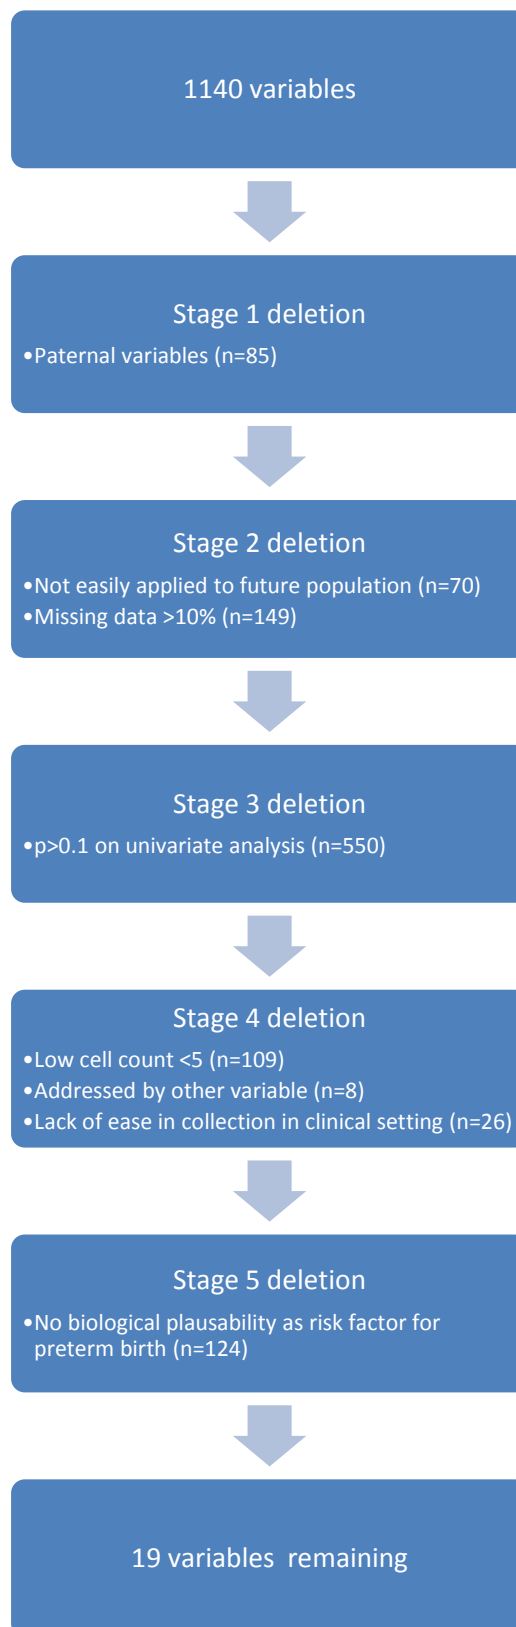 1140 variables
Stage 1 deletion
•Paternal variables (n=85)
Stage 2 deletion
•Not easily applied to future population (n=70)
•Missing data >10% (n=149)
Stage 3 deletion
•p>0.1 on univariate analysis (n=550)
Stage 4 deletion
•Low cell count <5 (n=109)
•Addressed by other variable (n=8)
•Lack of ease in collection in clinical setting (n=26)
Stage 5 deletion
•No biological plausability as risk factor for
preterm birth (n=124)
19 variables remaining